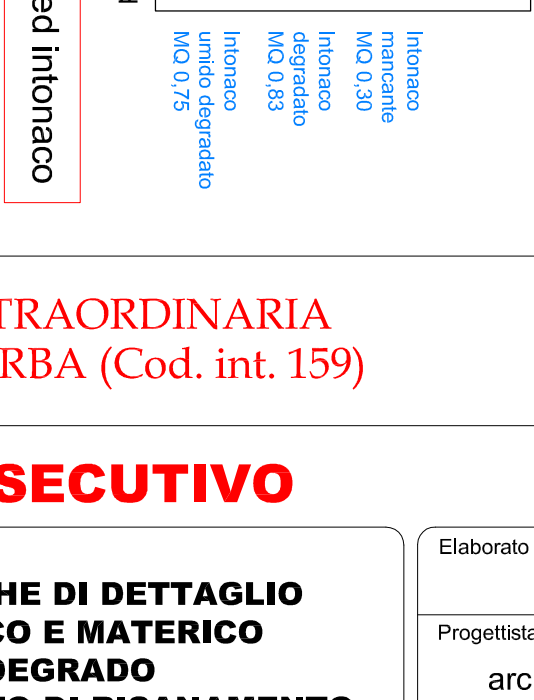 ed intonaco
Intonaco
mancante
MQ 0,30
Intonaco
degradato
MQ 0,83
Intonaco
umido degradato
MQ 0,75
TRAORDINARIA
RBA (Cod. int. 159)
SECUTIVO
HE DI DETTAGLIO
CO E MATERICO
DEGRADO
Elaborato
Progettista
arc